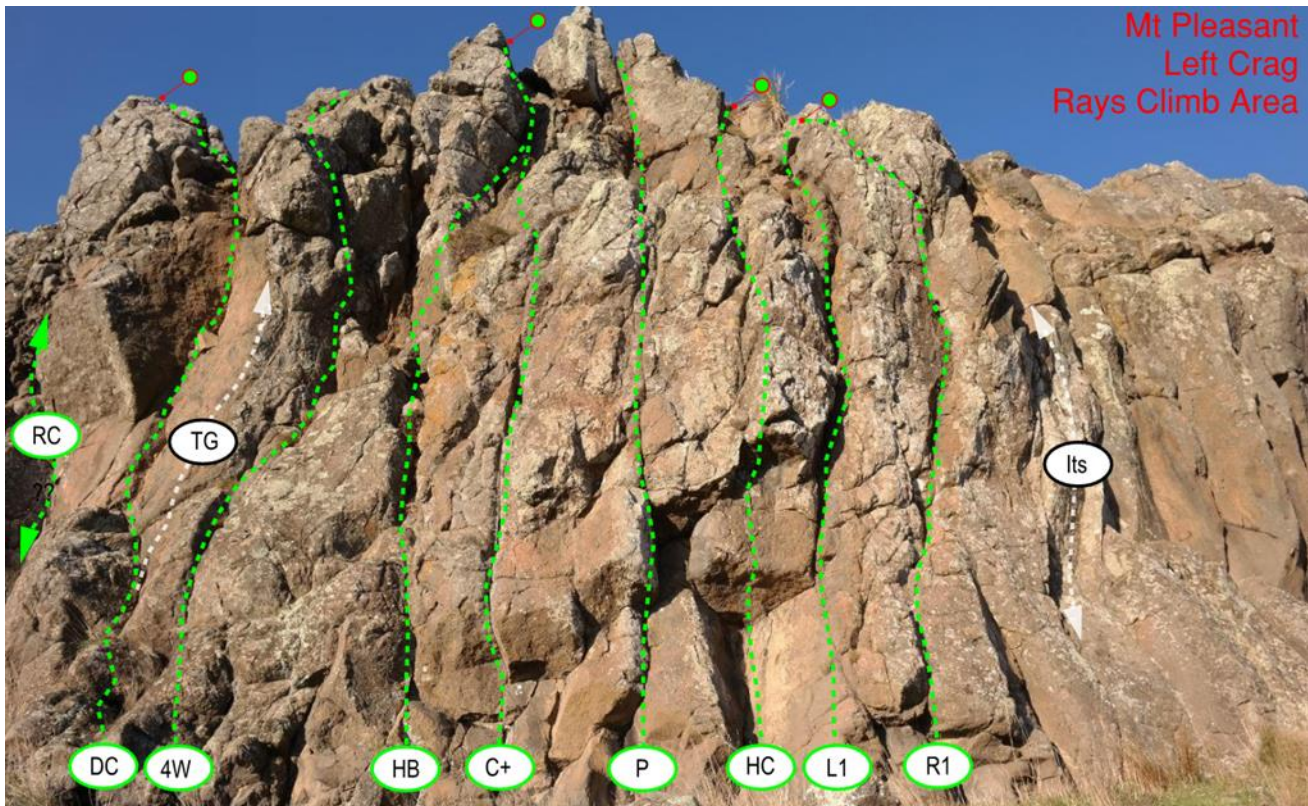 Mt Pleasant
Left Crag
Rays Climb Area
RC
TG
Its
??
DC
4W
HB
C+
P
HC
L1
R1